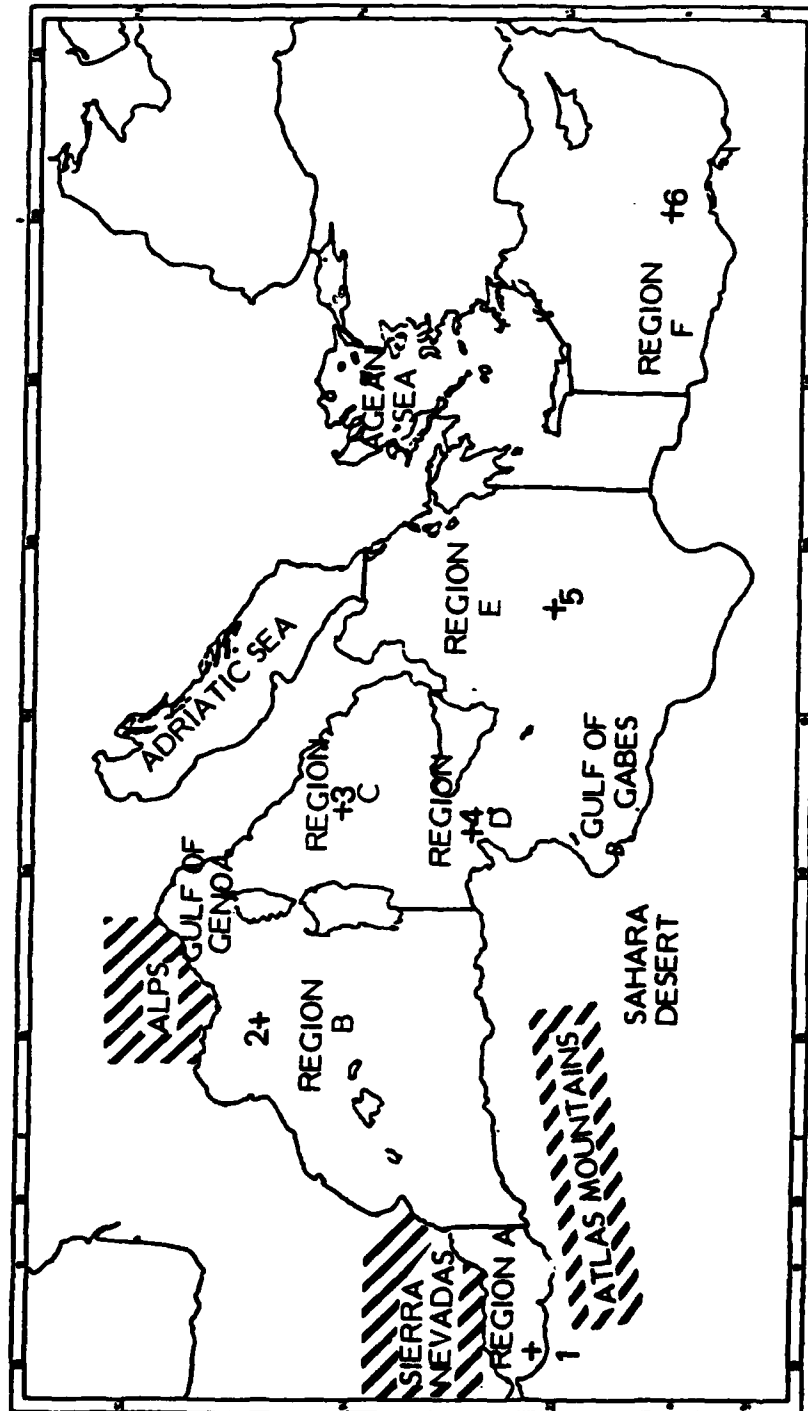 SIERRA
NEVADAS
REGION A
+
1
ATLAS MOUNTAINS
SAHARA
DESERT
ALPS
2+
REGION
B
GULF OF
GENOA
REGION
+3
C
REGION
+4
D
GULF OF
GABES
ADRIATIC SEA
REGION
E
+
5
AGEAN
SEA
REGION
F
+6